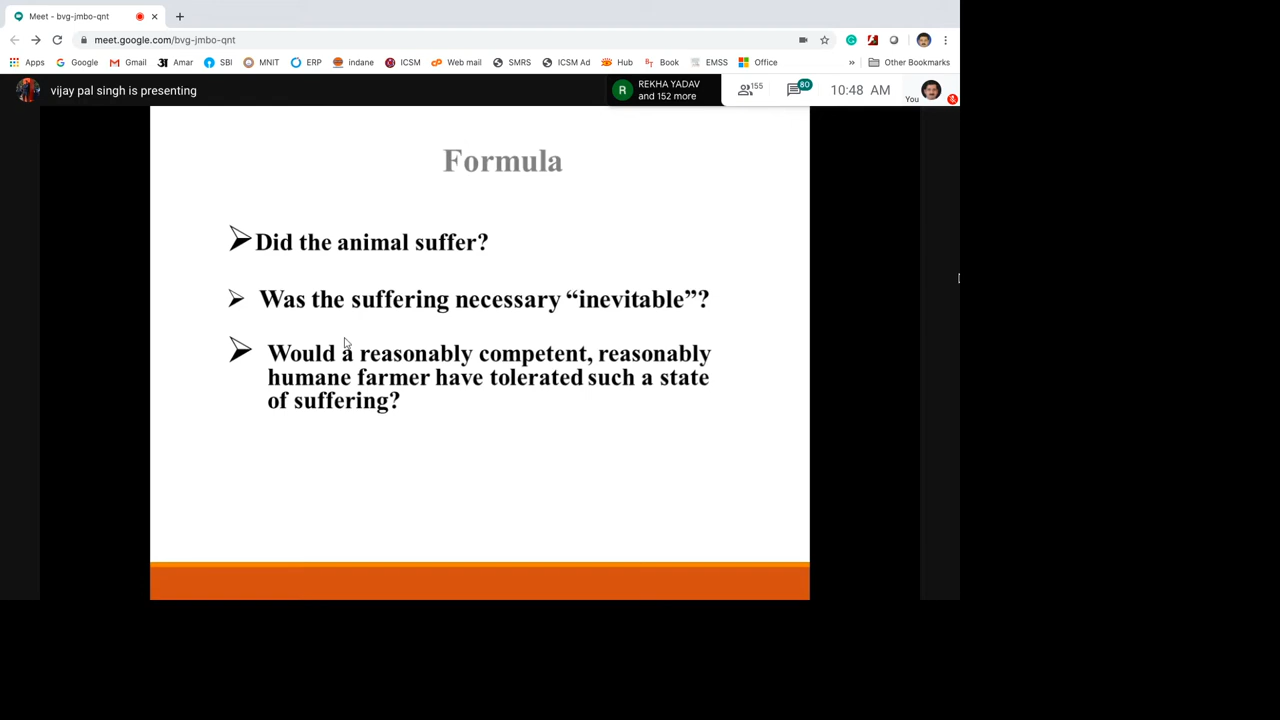 Meet - bvg-jmbo-qnt
meet.google.com/bvg-jmbo-qnt
Apps Google Gmail Amar SBI MNIT ERP indane ICSM Web mail SMRS ICSM Ad Hub Book EMSS Office » Other Bookmarks
vijay pal singh is presenting
R REKHA YADAV
and 152 more
155
80
10:48 AM
You
Formula
Did the animal suffer?
Was the suffering necessary “inevitable”?
Would a reasonably competent, reasonably
humane farmer have tolerated such a state
of suffering?